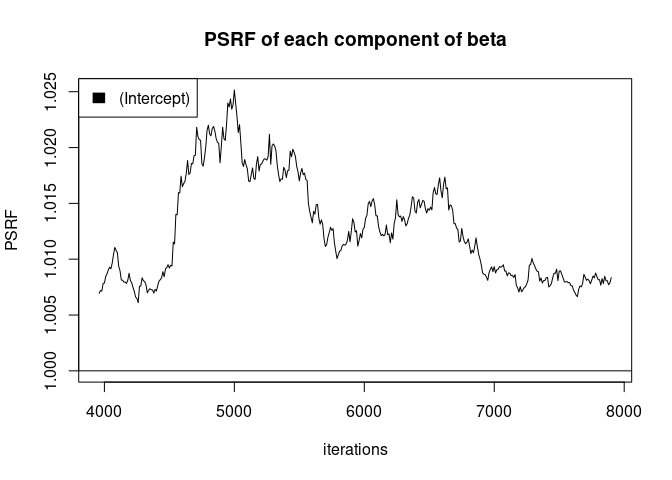 PSRF of each component of beta
(Intercept)
PSRF
1.025
1.020
1.015
1.010
1.005
1.000
4000 5000 6000 7000 8000
iterations